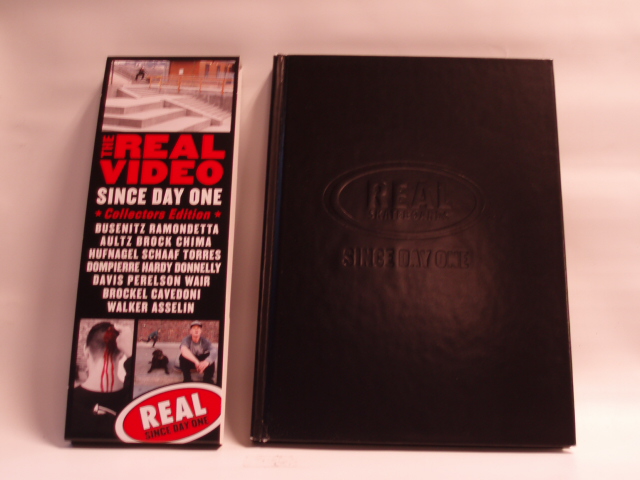 THE REAL
VIDEO
SINCE DAY ONE
Collectors Edition
BUSENITZ RAMONDETTA
AULTZ BROCK CHIMA
HUFNAGEL SCHAAF TORRES
DOMPIERRE HARDY DONNELLY
DAVIS PERELSON WAIR
BROCKEL CAVEDONI
WALKER ASSELIN
REAL
SINCE DAY ONE
REAL
SKATEBOARDS
SINCE DAY ONE